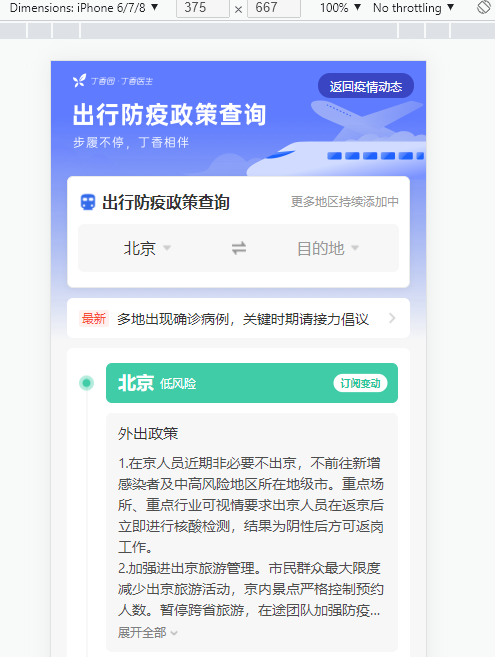 Dimensions: iPhone 6/7/8 ▼ 375 × 667 100% ▼ No throttling ▼
丁香园·丁香医生
返回疫情动态
出行防疫政策查询
步履不停，丁香相伴
出行防疫政策查询
更多地区持续添加中
北京
目的地
最新 多地出现确诊病例，关键时期请接力倡议
北京 低风险
订阅变动
外出政策
1.在京人员近期非必要不出京，不前往新增
感染者及中高风险地区所在地级市。重点场
所、重点行业可视情要求出京人员在返京后
立即进行核酸检测，结果为阴性后方可返岗
工作。
2.加强进出京旅游管理。市民群众最大限度
减少出京旅游活动，京内景点严格控制预约
人数。暂停跨省旅游，在途团队加强防疫...
展开全部